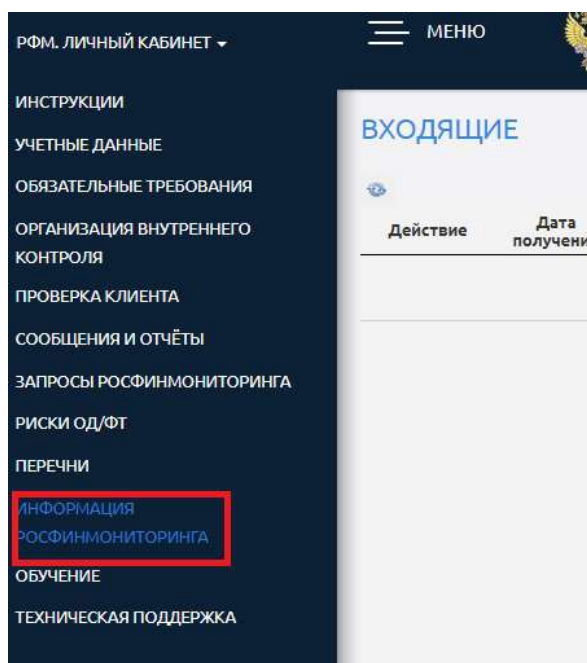 РФМ. ЛИЧНЫЙ КАБИНЕТ
МЕНЮ
ИНСТРУКЦИИ
УЧЕТНЫЕ ДАННЫЕ
ОБЯЗАТЕЛЬНЫЕ ТРЕБОВАНИЯ
ОРГАНИЗАЦИЯ ВНУТРЕННЕГО
КОНТРОЛЯ
ПРОВЕРКА КЛИЕНТА
СООБЩЕНИЯ И ОТЧЁТЫ
ЗАПРОСЫ РОСФИНМОНИТОРИНГА
РИСКИ ОД/ФТ
ПЕРЕЧНИ
ИНФОРМАЦИЯ
РОСФИНМОНИТОРИНГА
ОБУЧЕНИЕ
ТЕХНИЧЕСКАЯ ПОДДЕРЖКА
ВХОДЯЩИЕ
Действие
Дата